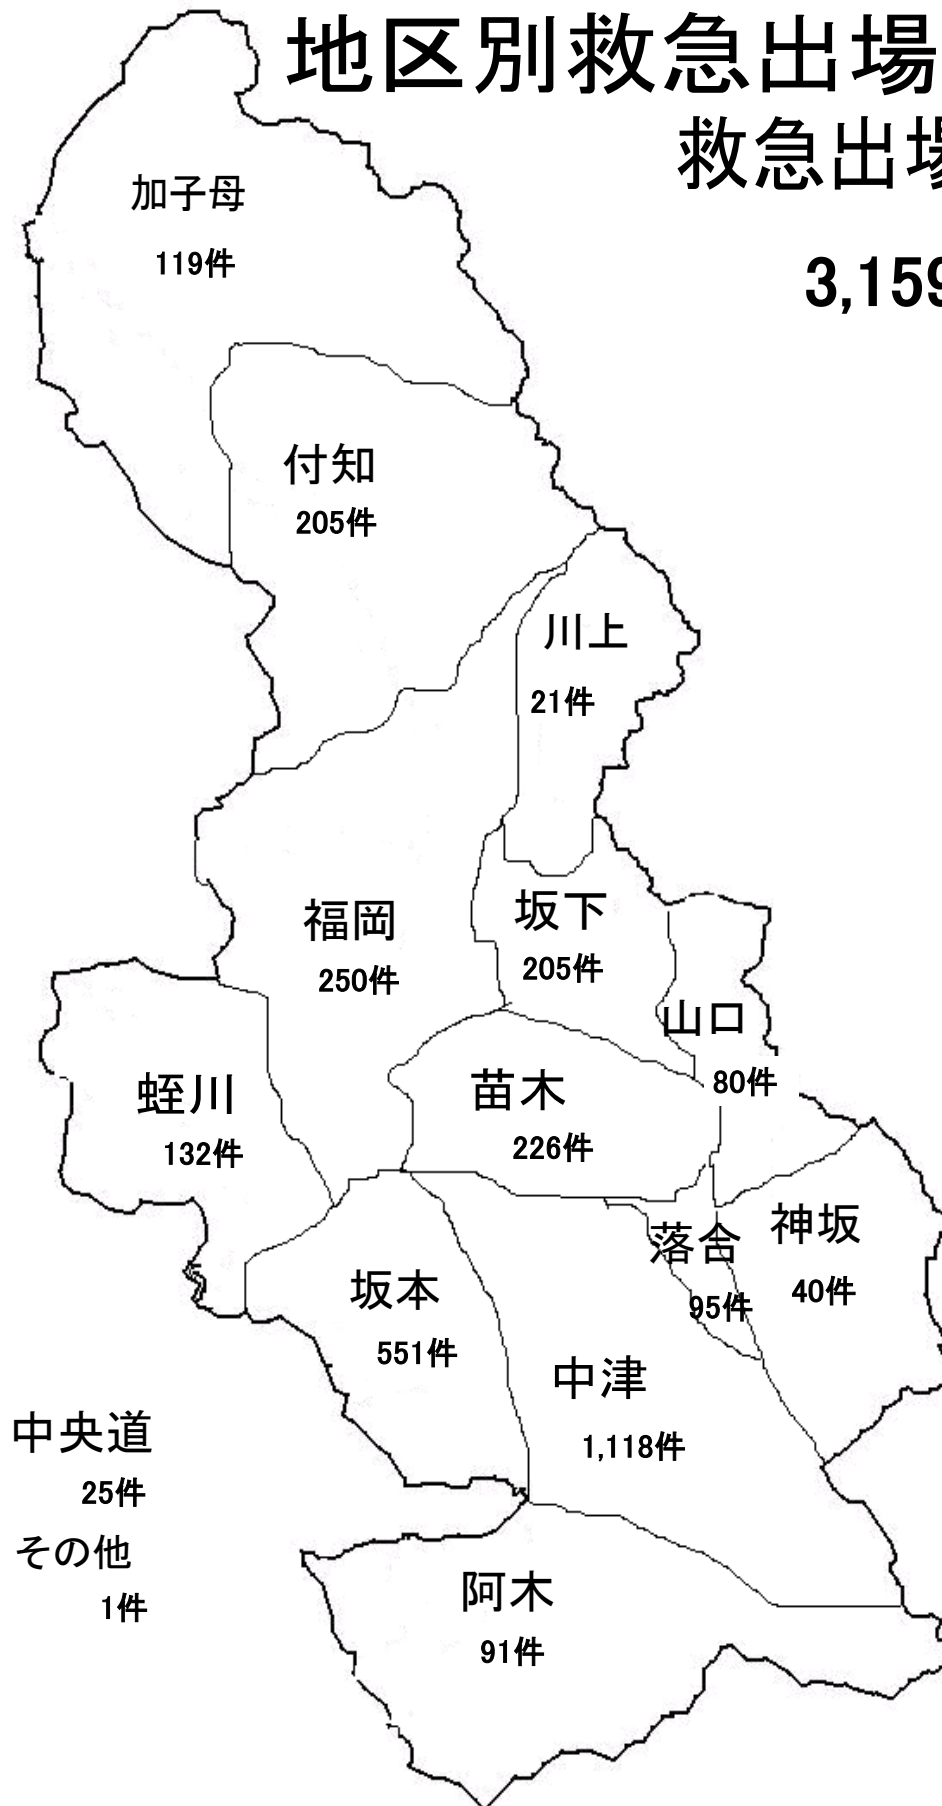 地区別救急出場
救急出場
3,159
加子母
119件
付知
205件
川上
21件
福岡
250件
坂下
205件
山口
80件
蛭川
132件
苗木
226件
落合
95件
神坂
40件
坂本
551件
中津
1,118件
中央道
25件
その他
1件
阿木
91件